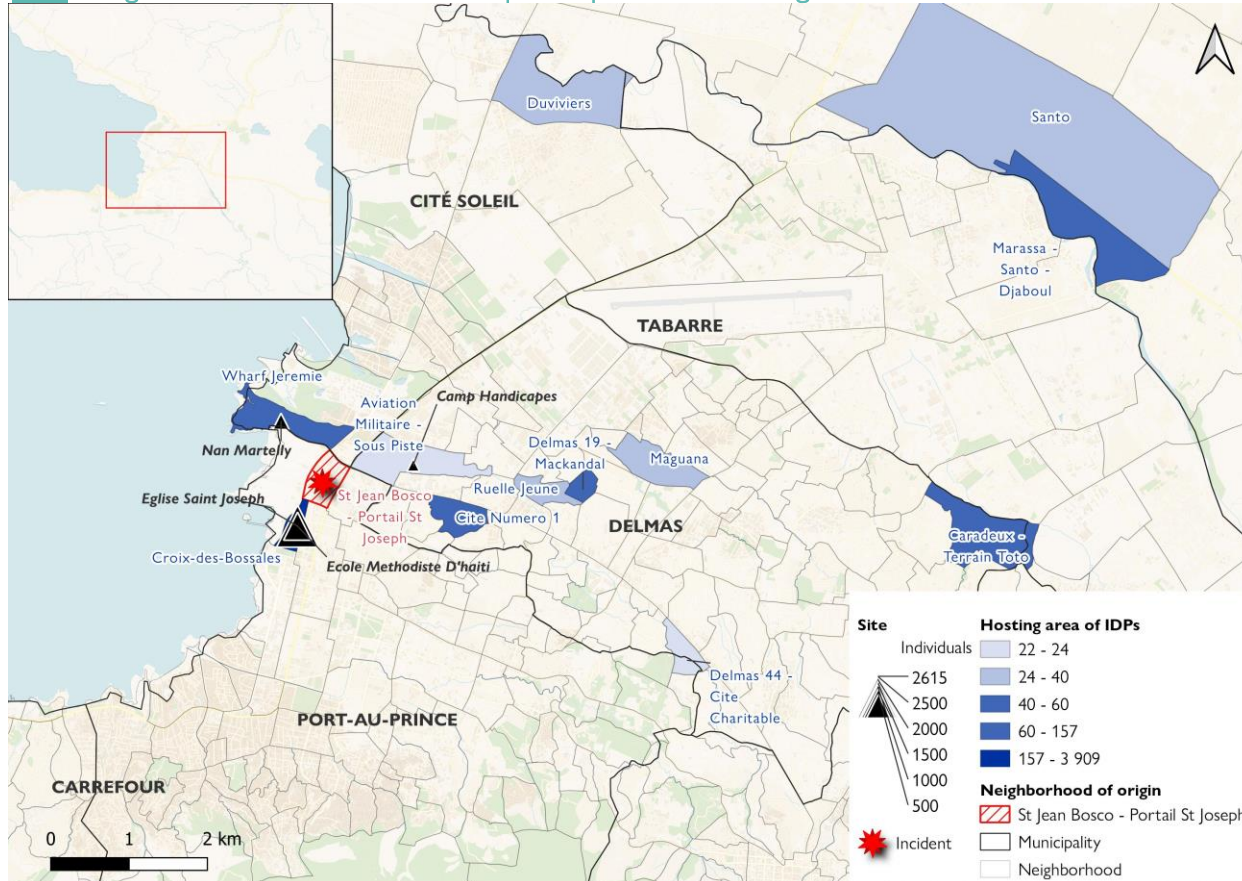 Duviviers
Santo
CITÉ SOLEIL
Marassa -
Santo -
Djaboul
TABARRE
Wharf Jeremie
Aviation
Militaire -
Sous Piste
Camp Handicapes
Nan Martelly
Delmas 19 -
Mackandal
Maguana
Eglise Saint Joseph
St Jean Bosco
- Portail St
Joseph
Ruelle Jeune
Cite Numero 1
DELMAS
Caradeux -
Terrain Toto
Croix-des-Bossales
Ecole Methodiste D'haiti
Delmas 44 -
Cite
Charitable
PORT-AU-PRINCE
CARREFOUR
0 1 2 km
Site
Individuals
2615
2500
2000
1500
1000
500
Incident
Hosting area of IDPs
22 - 24
24 - 40
40 - 60
60 - 157
157 - 3 909
Neighborhood of origin
St Jean Bosco - Portail St Joseph
Municipality
Neighborhood